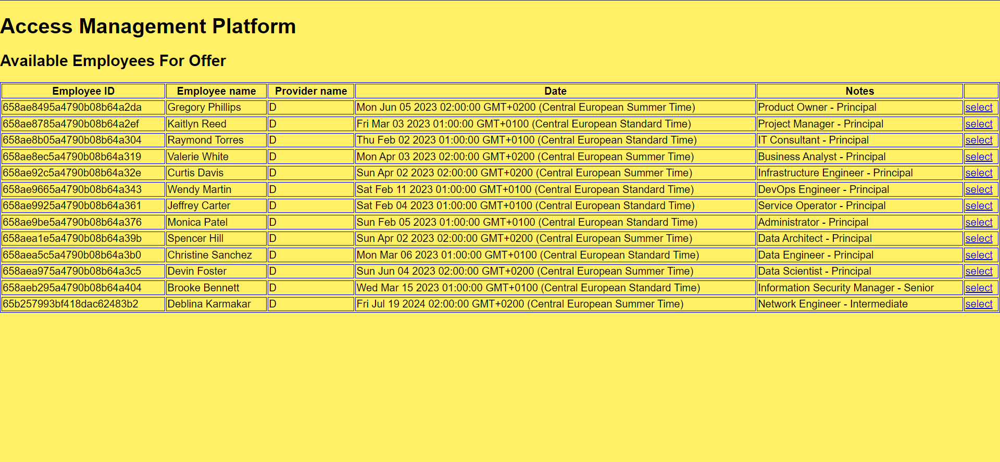 Access Management Platform
Available Employees For Offer
Employee ID Employee name Provider name Date Notes
658ae8495a4790b08b64a2da Gregory Phillips D Mon Jun 05 2023 02:00:00 GMT+0200 (Central European Summer Time) Product Owner - Principal select
658ae8785a4790b08b64a2ef Kaitlyn Reed D Fri Mar 03 2023 01:00:00 GMT+0100 (Central European Standard Time) Project Manager - Principal select
658ae8b05a4790b08b64a304 Raymond Torres D Thu Feb 02 2023 01:00:00 GMT+0100 (Central European Standard Time) IT Consultant - Principal select
658ae8ec5a4790b08b64a319 Valerie White D Mon Apr 03 2023 02:00:00 GMT+0200 (Central European Summer Time) Business Analyst - Principal select
658ae92c5a4790b08b64a32e Curtis Davis D Sun Apr 02 2023 02:00:00 GMT+0200 (Central European Summer Time) Infrastructure Engineer - Principal select
658ae9665a4790b08b64a343 Wendy Martin D Sat Feb 11 2023 01:00:00 GMT+0100 (Central European Standard Time) DevOps Engineer - Principal select
658ae9925a4790b08b64a361 Jeffrey Carter D Sat Feb 04 2023 01:00:00 GMT+0100 (Central European Standard Time) Service Operator - Principal select
658ae9be5a4790b08b64a376 Monica Patel D Sun Feb 05 2023 01:00:00 GMT+0100 (Central European Standard Time) Administrator - Principal select
658aea1e5a4790b08b64a39b Spencer Hill D Sun Apr 02 2023 02:00:00 GMT+0200 (Central European Summer Time) Data Architect - Principal select
658aea5c5a4790b08b64a3b0 Christine Sanchez D Mon Mar 06 2023 01:00:00 GMT+0100 (Central European Standard Time) Data Engineer - Principal select
658aea975a4790b08b64a3c5 Devin Foster D Sun Jun 04 2023 02:00:00 GMT+0200 (Central European Summer Time) Data Scientist - Principal select
658aeb295a4790b08b64a404 Brooke Bennett D Wed Mar 15 2023 01:00:00 GMT+0100 (Central European Standard Time) Information Security Manager - Senior select
65b257993bf418dac62483b2 Deblina Karmakar D Fri Jul 19 2024 02:00:00 GMT+0200 (Central European Summer Time) Network Engineer - Intermediate select